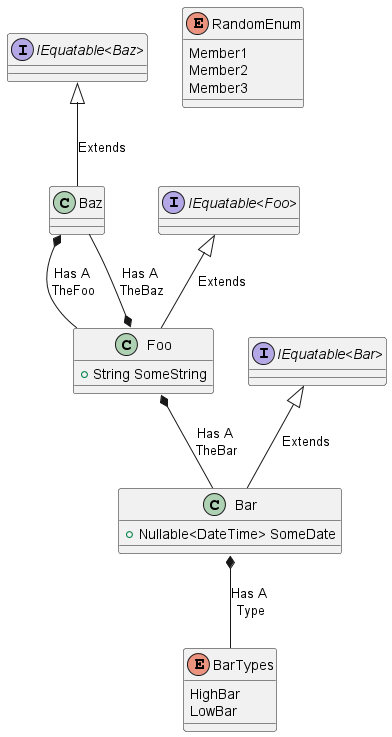 E RandomEnum
Member1
Member2
Member3
I IEquatable<Baz>
Extends
C Baz
I IEquatable<Foo>
Has A
TheFoo
Has A
TheBaz
Extends
C Foo
String SomeString
I IEquatable<Bar>
Has A
TheBar
Extends
C Bar
Nullable<DateTime> SomeDate
Has A
Type
E BarTypes
HighBar
LowBar